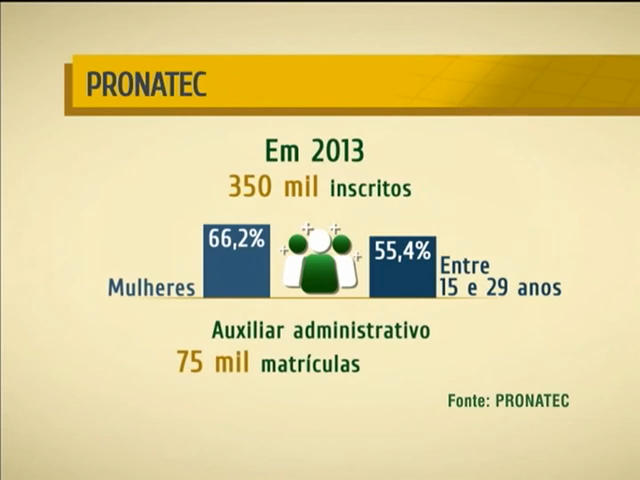 PRONATEC
Em 2013
350 mil inscritos
66,2%
55,4%
Mulheres
Entre
15 e 29 anos
Auxiliar administrativo
75 mil matrículas
Fonte: PRONATEC